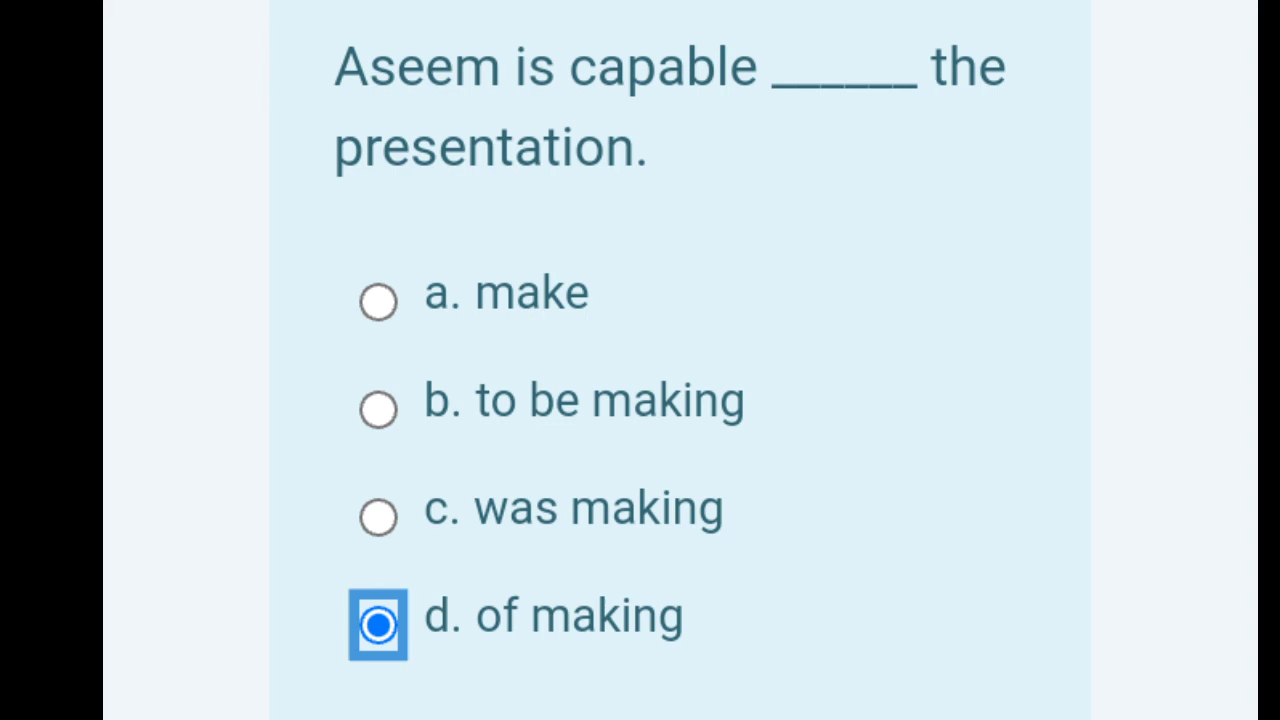 Aseem is capable ______ the
presentation.
a. make
b. to be making
c. was making
d. of making